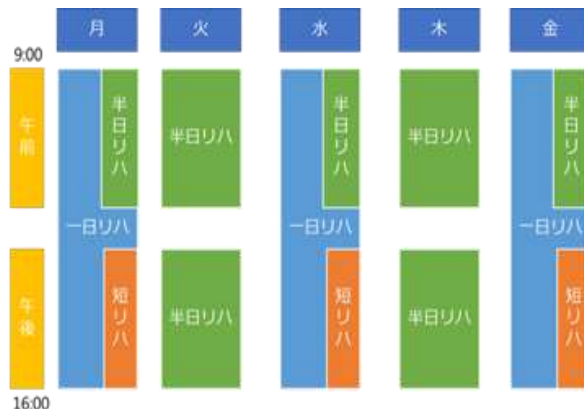 月 火 水 木 金
9:00
午前
半日リハ
半日リハ
半日リハ
半日リハ
半日リハ
一日リハ
一日リハ
一日リハ
午後
短リハ
半日リハ
短リハ
半日リハ
短リハ
16:00